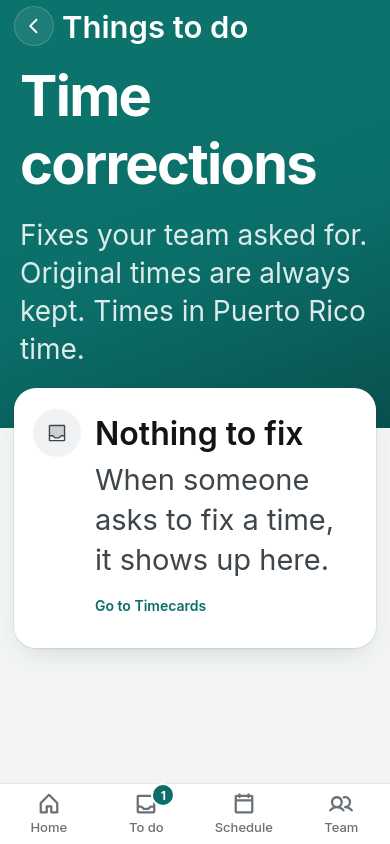 Things to do
Time
corrections
Fixes your team asked for.
Original times are always
kept. Times in Puerto Rico
time.
Nothing to fix
When someone
asks to fix a time,
it shows up here.
Go to Timecards
1
Home
To do
Schedule
Team